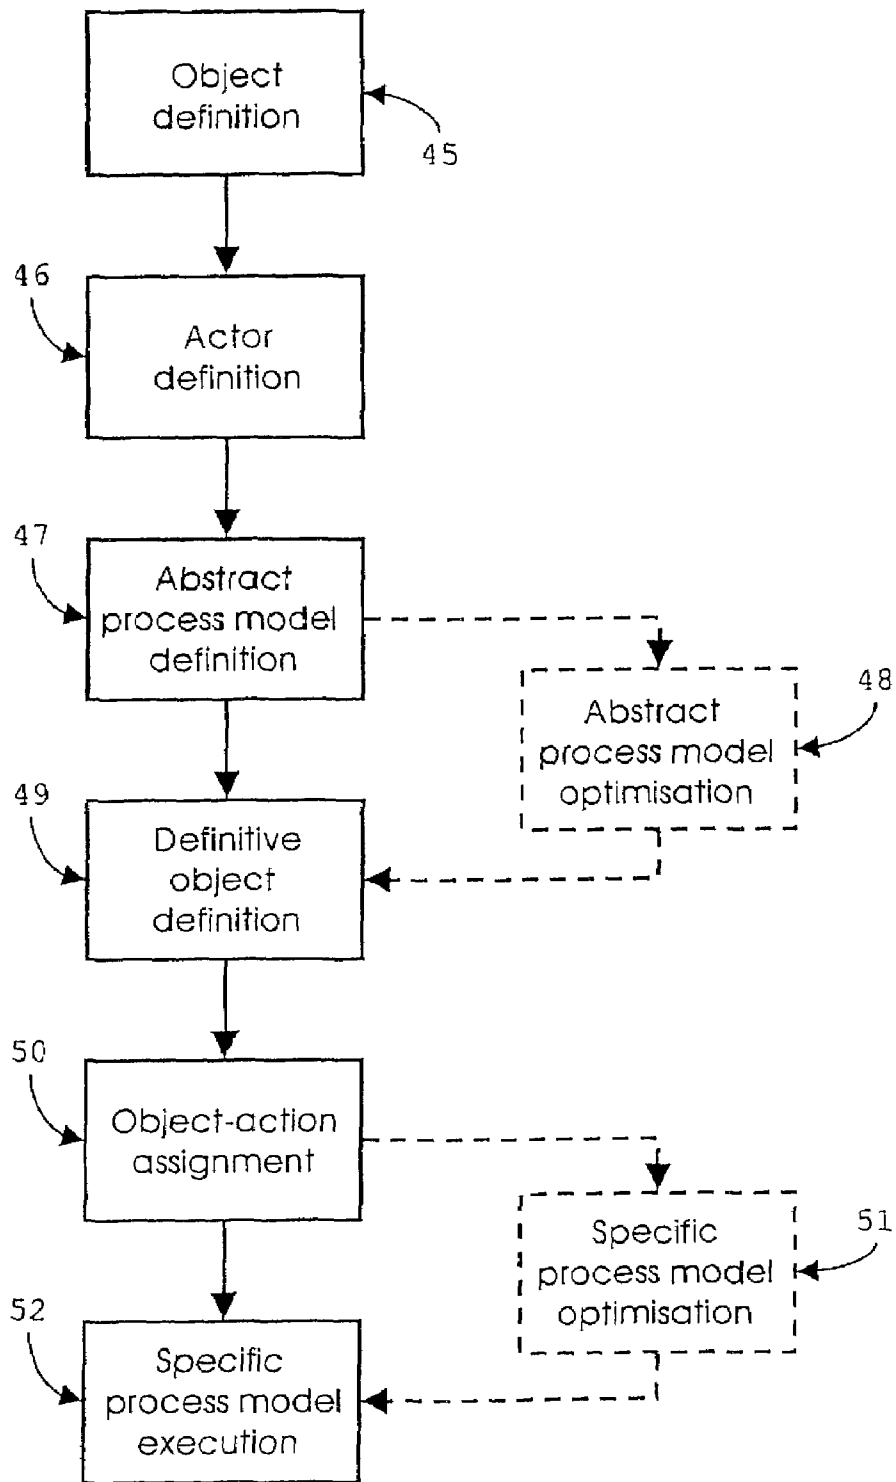 Object
definition
45
46
Actor
definition
47
Abstract
process model
definition
48
Abstract
process model
optimisation
49
Definitive
object
definition
50
Object-action
assignment
51
Specific
process model
optimisation
52
Specific
process model
execution